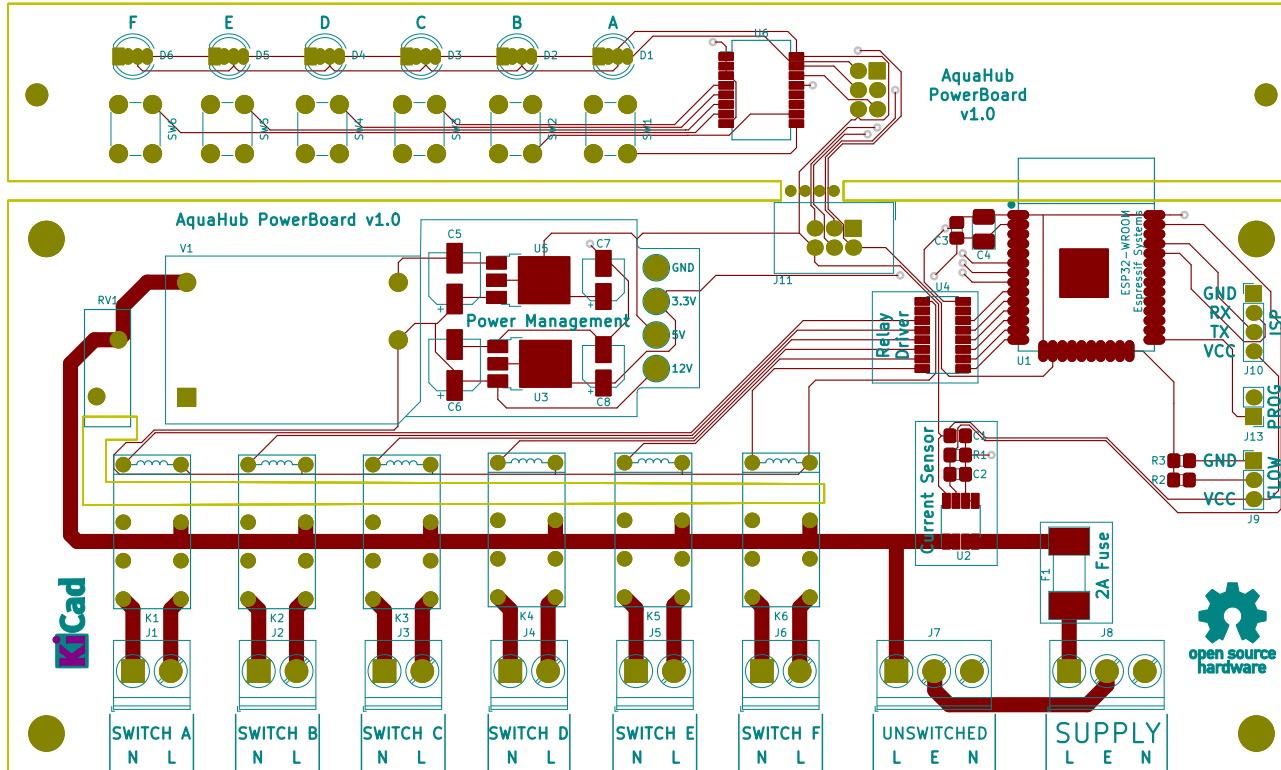 F E D C B A
U6
D6 D5 D4 D3 D2 D1
AquaHub
PowerBoard
v1.0
SW6 SW5 SW4 SW3 SW2 SW1
AquaHub PowerBoard v1.0
V1
RV1
C5
U5
C7
GND
3.3V
5V
12V
Power Management
C6
U3
C8
J11
C3
C4
U4
Relay
Driver
ESP32-WROOM
Espressif Systems
U1
GND
RX
TX
VCC
ISP
J10
PROG
J13
C1
R1
C2
Current Sensor
U2
R3
R2
GND
VCC
FLOW
J9
F1
2A Fuse
KiCad
K1 K2 K3 K4 K5 K6
J1 J2 J3 J4 J5 J6 J7 J8
open source
hardware
SWITCH A SWITCH B SWITCH C SWITCH D SWITCH E SWITCH F UNSWITCHED SUPPLY
N L N L N L N L N L N L L E N L E N